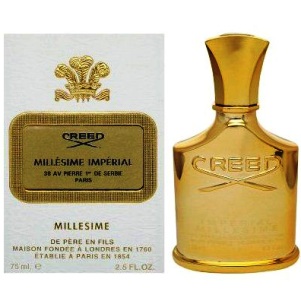 CREED
MILLÉSIME IMPÉRIAL
38 AV PIERRE 1er DE SERBIE
PARIS
MILLESIME
DE PÈRE EN FILS
MAISON FONDÉE À LONDRES EN 1760
ÉTABLIE À PARIS EN 1854
75 ml e
2.5 FL.OZ.
CREED